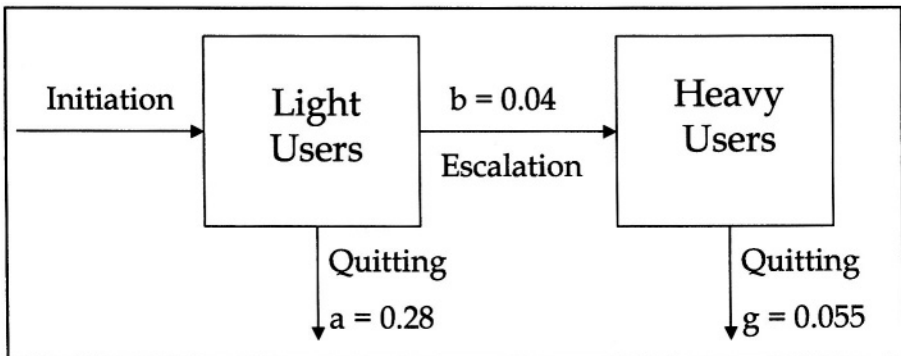 Initiation
Light
Users
b = 0.04
Escalation
Heavy
Users
Quitting
a = 0.28
Quitting
g = 0.055